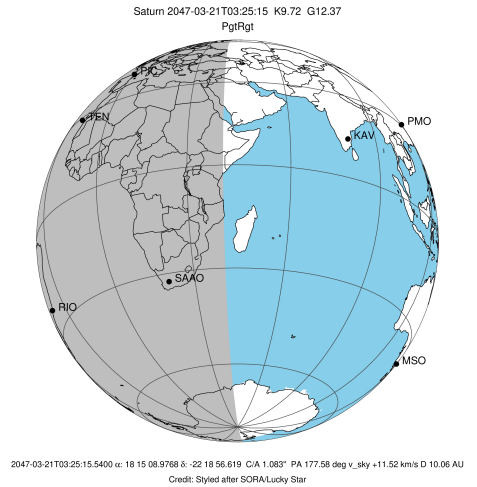 Saturn 2047-03-21T03:25:15 K9.72 G12.37
PgtRgt
PIC
TEN
PMO
KAV
SAAO
RIO
MSO
2047-03-21T03:25:15.5400 α: 18 15 08.9768 δ: -22 18 56.619 C/A 1.083" PA 177.58 deg v_sky +11.52 km/s D 10.06 AU
Credit: Styled after SORA/Lucky Star